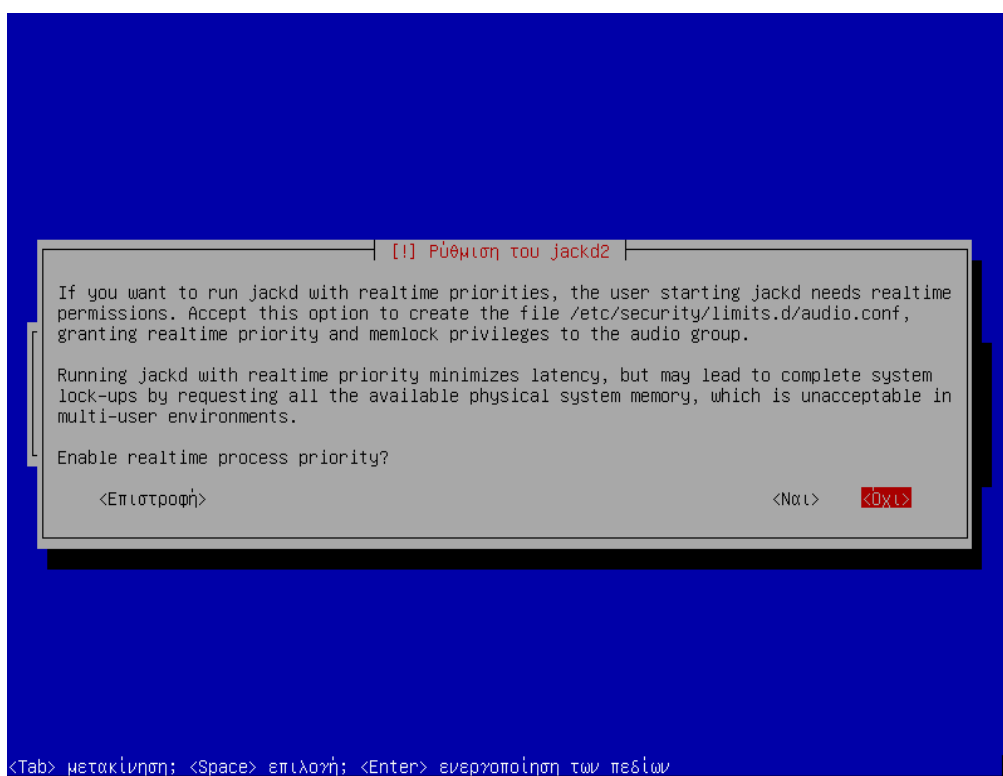 [!] Ρύθμιση του jackd2
If you want to run jackd with realtime priorities, the user starting jackd needs realtime
permissions. Accept this option to create the file /etc/security/limits.d/audio.conf,
granting realtime priority and memlock privileges to the audio group.
Running jackd with realtime priority minimizes latency, but may lead to complete system
lock-ups by requesting all the available physical system memory, which is unacceptable in
multi-user environments.
Enable realtime process priority?
<Επιστροφή> <Ναι> <Όχι>
<Tab> μετακίνηση; <Space> επιλογή; <Enter> ενεργοποίηση των πεδίων